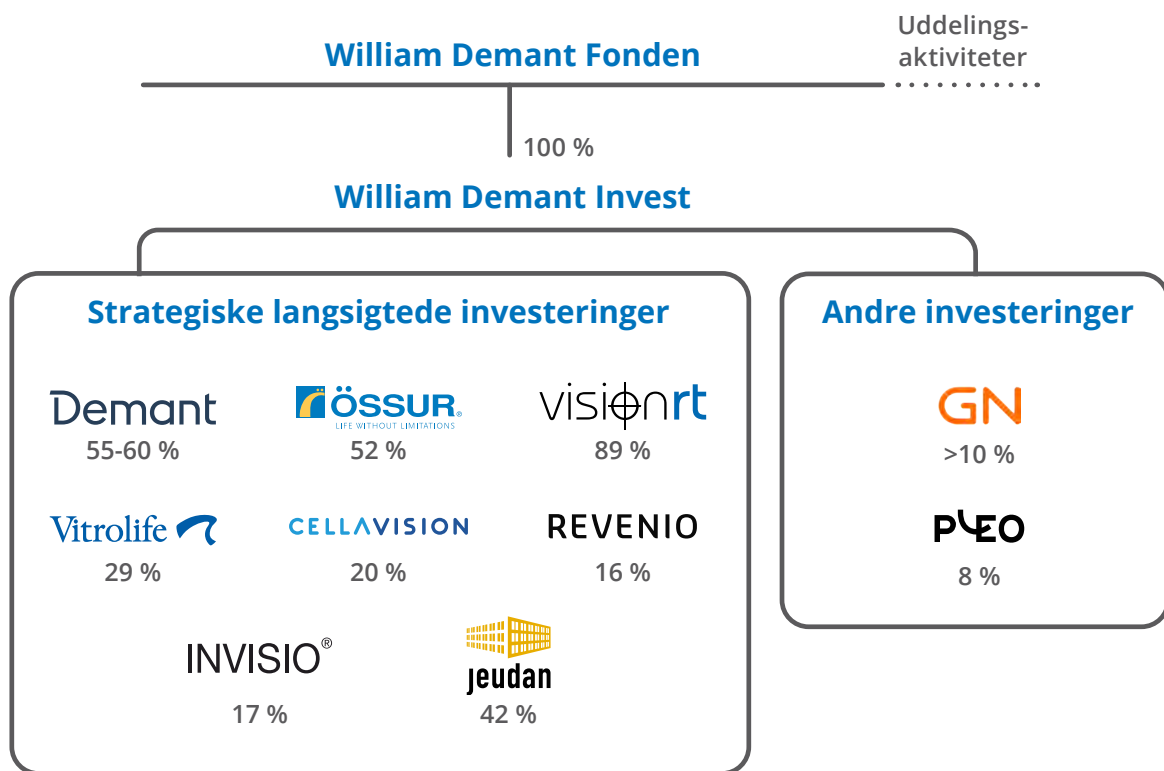 Uddelings-
aktiviteter
William Demant Fonden
100 %
William Demant Invest
Strategiske langsigtede investeringer
Demant
55-60 %
ÖSSUR®
LIFE WITHOUT LIMITATIONS
52 %
visionrt
89 %
Vitrolife
29 %
CELLAVISION
20 %
REVENIO
16 %
INVISIO®
17 %
jeudan
42 %
Andre investeringer
GN
>10 %
PLEO
8 %